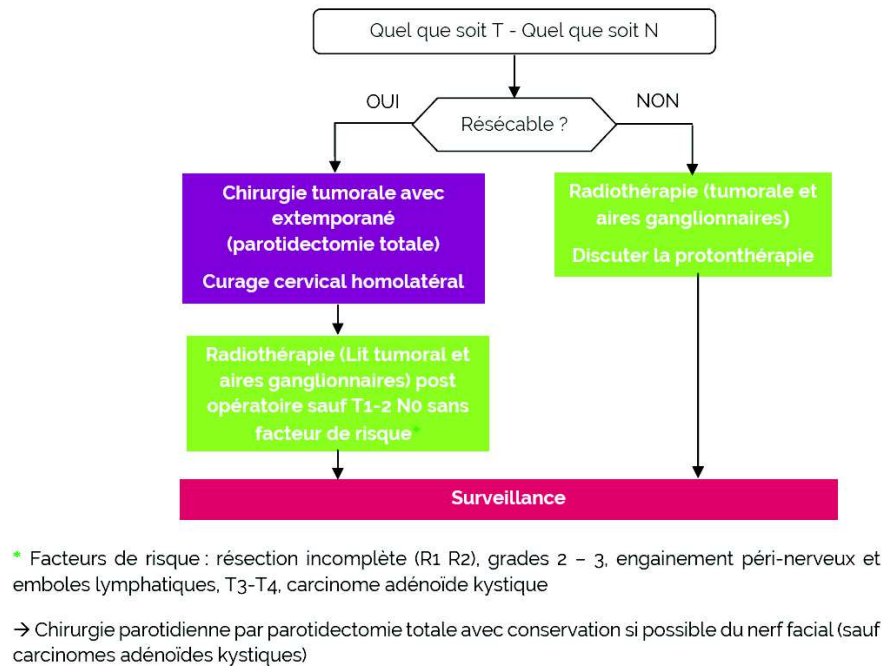 Quel que soit T - Quel que soit N
OUI
NON
Résécable ?
Chirurgie tumorale avec
extemporané
(parotidectomie totale)
Curage cervical homolatéral
Radiothérapie (tumorale et
aires ganglionnaires)
Discuter la protonthérapie
Radiothérapie (Lit tumoral et
aires ganglionnaires) post
opératoire sauf T1-2 N0 sans
facteur de risque*
Surveillance
* Facteurs de risque : résection incomplète (R1 R2), grades 2 – 3, engainement péri-nerveux et
emboles lymphatiques, T3-T4, carcinome adénoïde kystique
→ Chirurgie parotidienne par parotidectomie totale avec conservation si possible du nerf facial (sauf
carcinomes adénoïdes kystiques)